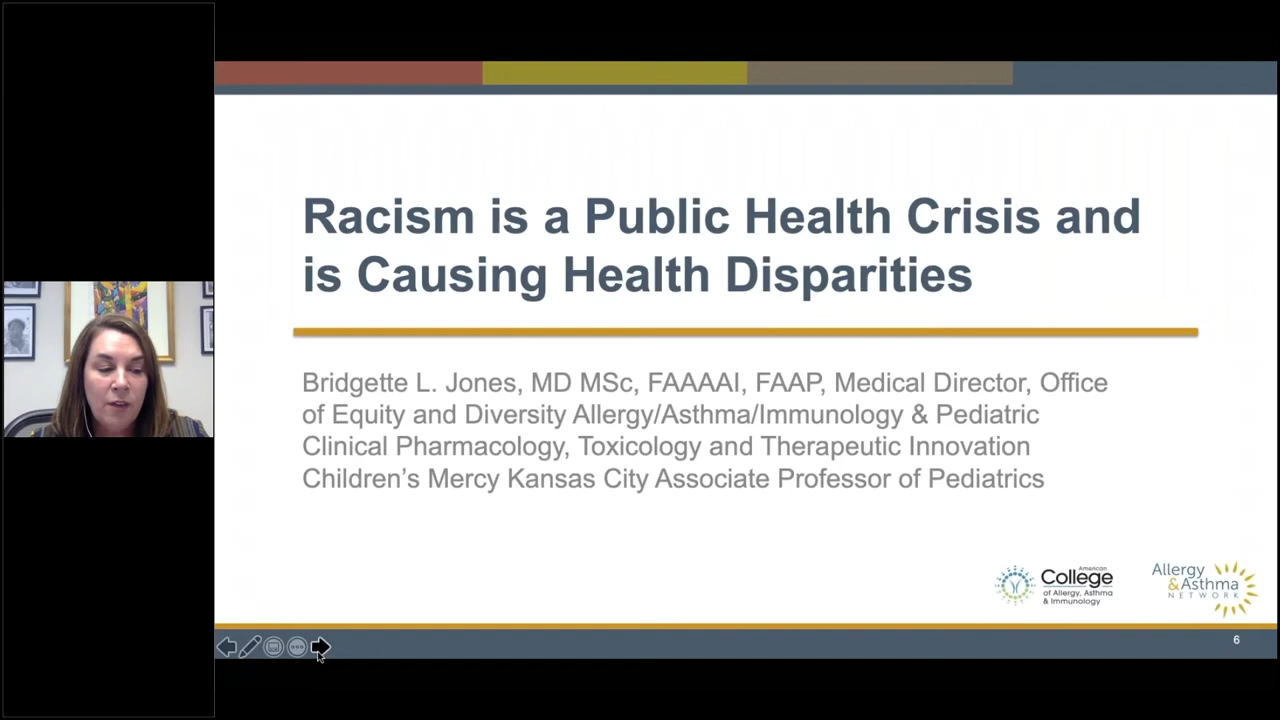 Racism is a Public Health Crisis and
is Causing Health Disparities
Bridgette L. Jones, MD MSc, FAAAAI, FAAP, Medical Director, Office
of Equity and Diversity Allergy/Asthma/Immunology & Pediatric
Clinical Pharmacology, Toxicology and Therapeutic Innovation
Children’s Mercy Kansas City Associate Professor of Pediatrics
American
College
of Allergy, Asthma
& Immunology
Allergy
& Asthma
NETWORK
6